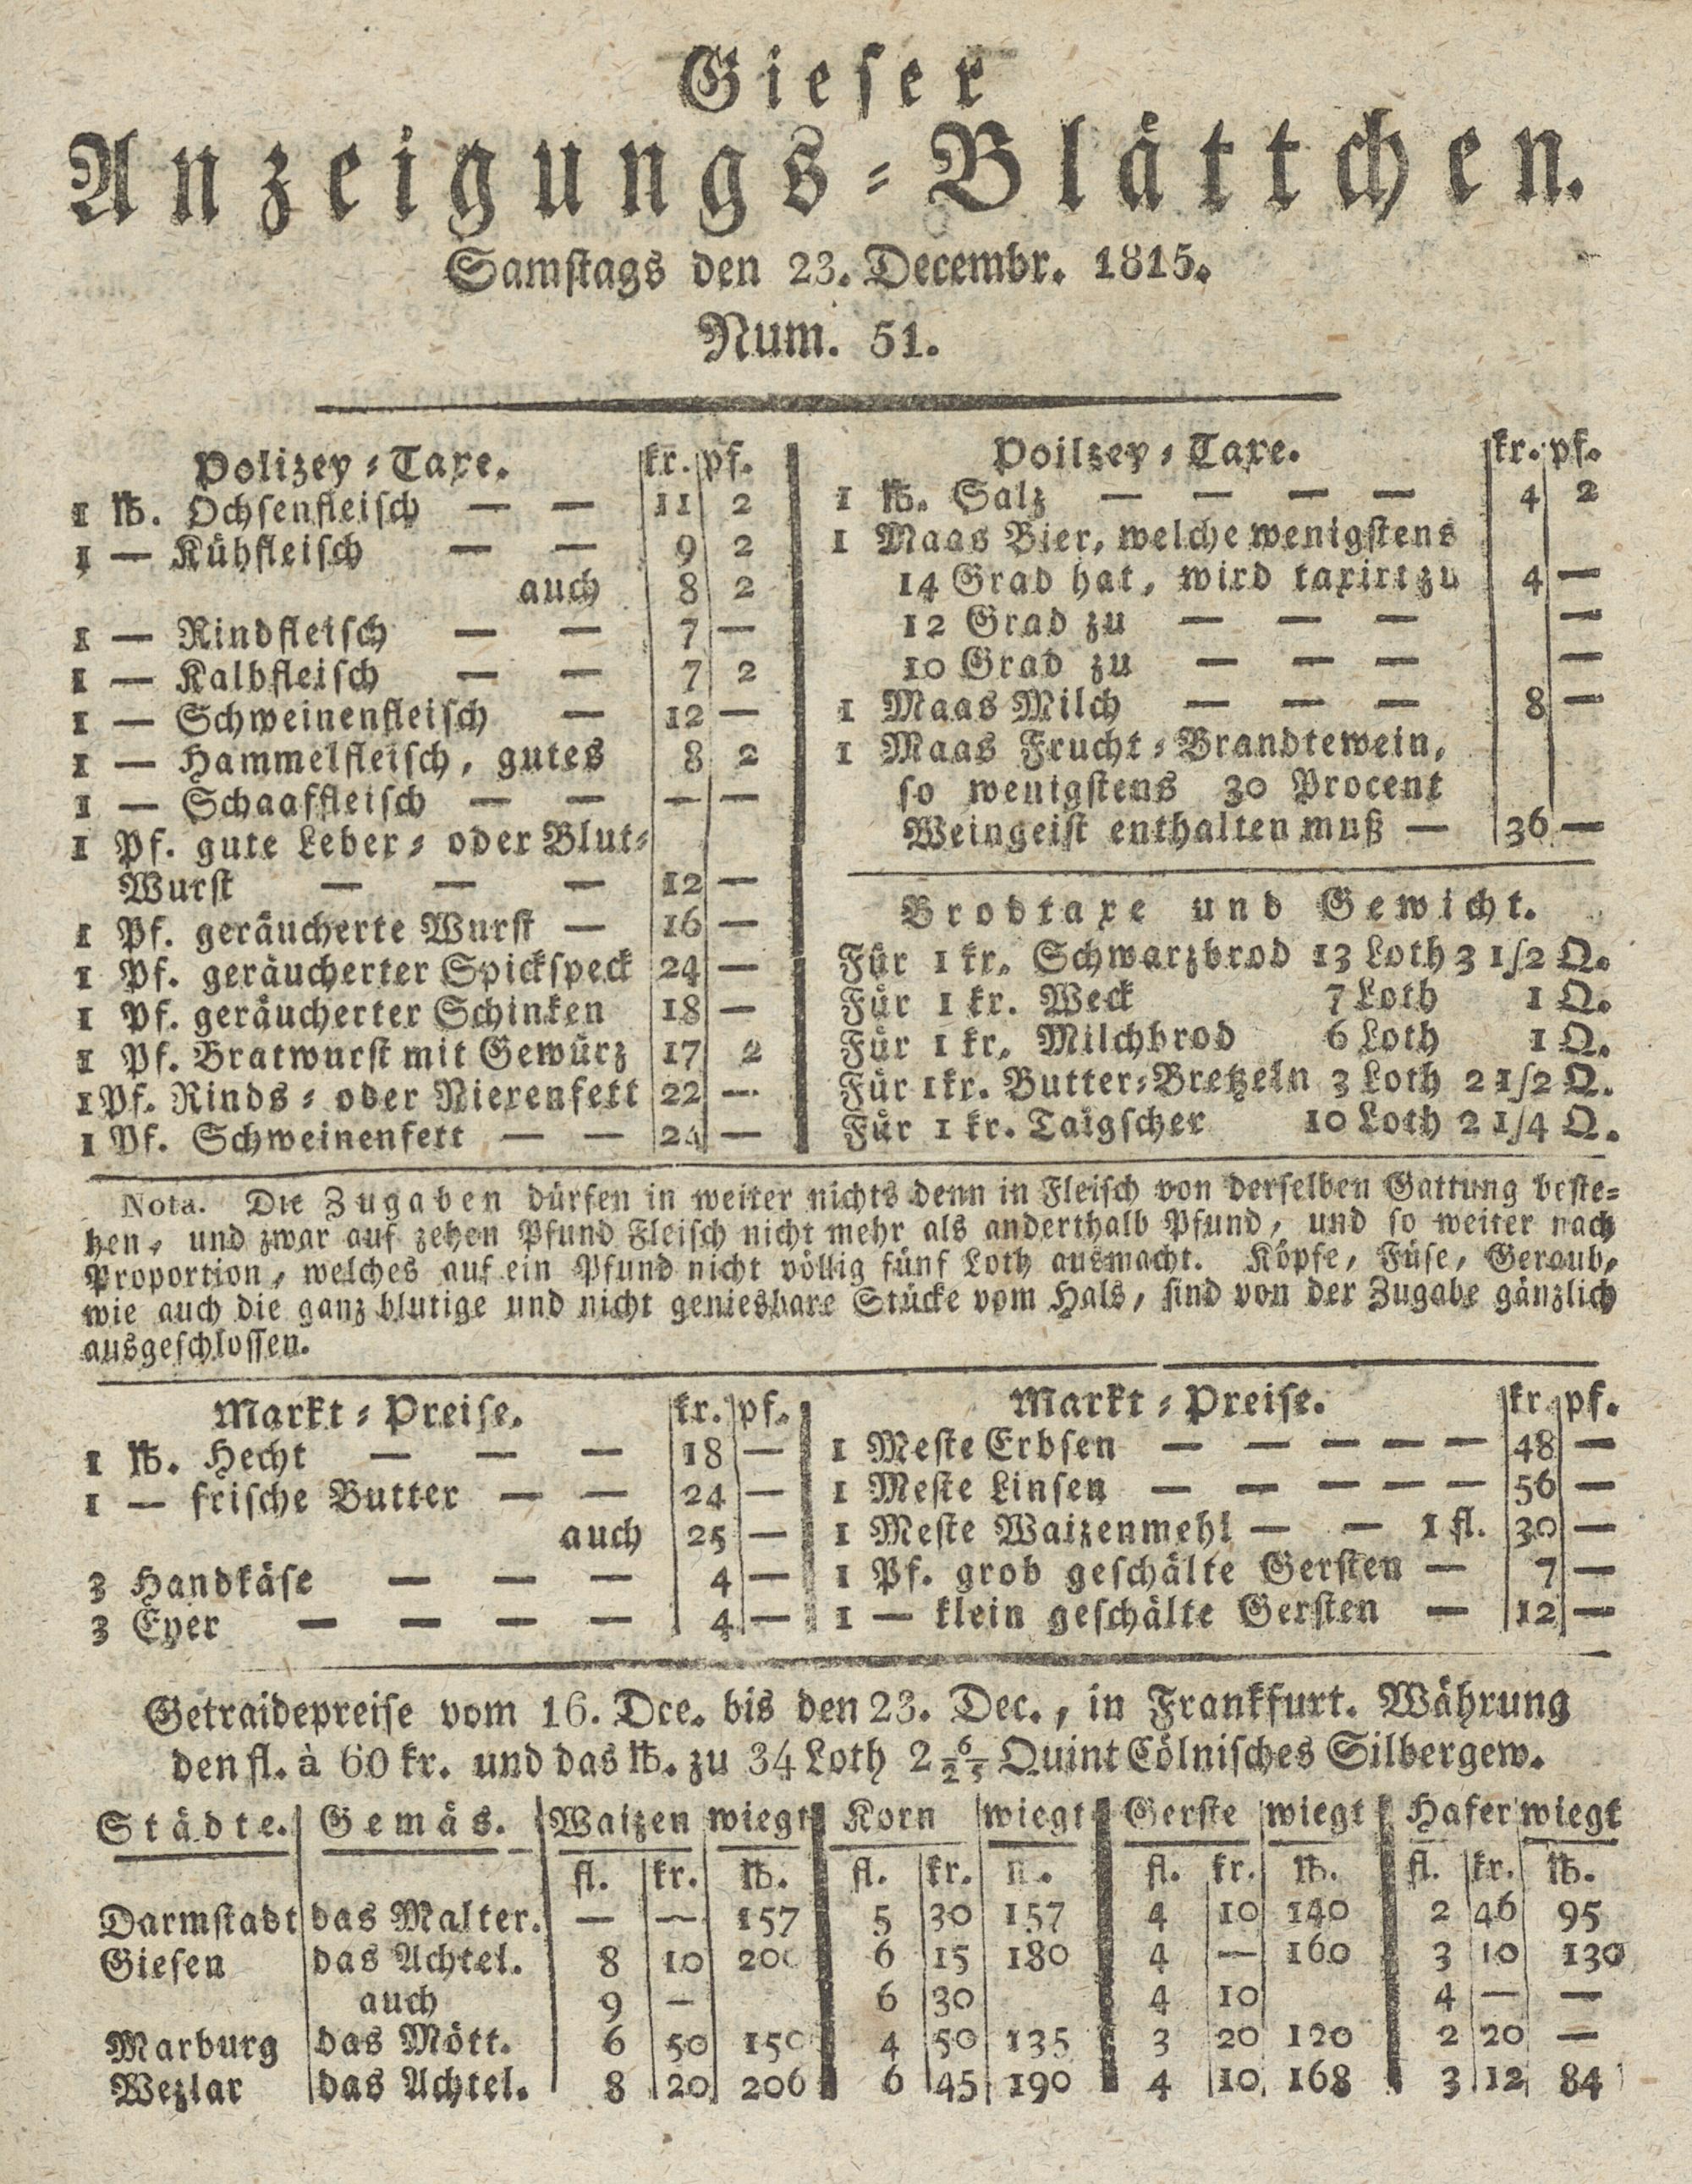 Gieser
Anzeigungs-Blåttchen.
Samstags den 23. Decembr. 1815.
Num. 51.
Polizey-Taxe. kr. pf.
1 ℔. Ochsenfleisch — — 11 2
1 — Kühfleisch — — 9 2
auch 8 2
1 — Rindfleisch — — 7 —
1 — Kalbfleisch — — 7 2
1 — Schweinenfleisch — 12 —
1 — Hammelfleisch, gutes 8 2
1 — Schaaffleisch — — — —
1 Pf. gute Leber- oder Blut-
Wurst — — — 12 —
1 Pf. geräucherte Wurst — 16 —
1 Pf. geräucherter Spickspeck 24 —
1 Pf. geräucherter Schinken 18 —
1 Pf. Bratwurst mit Gewürz 17 2
1 Pf. Rinds- oder Nierenfett 22 —
1 Pf. Schweinenfett — — 24 —
Poilzey-Taxe. kr. pf.
1 ℔. Salz — — — — 4 2
1 Maas Bier, welche wenigstens
14 Grad hat, wird taxirt zu 4 —
12 Grad zu — — — —
10 Grad zu — — — —
1 Maas Milch — — — 8 —
1 Maas Frucht-Brandtewein,
so wenigstens 30 Procent
Weingeist enthalten muß — 36 —
Brodtaxe und Gewicht.
Für 1 kr. Schwarzbrod 13 Loth 3 1/2 Q.
Für 1 kr. Weck 7 Loth 1 Q.
Für 1 kr. Milchbrod 6 Loth 1 Q.
Für 1 kr. Butter-Bretzeln 3 Loth 2 1/2 Q.
Für 1 kr. Taigscher 10 Loth 2 1/4 Q.
Nota. Die Zugaben dürfen in weiter nichts denn in Fleisch von derselben Gattung beste-
hen, und zwar auf zehen Pfund Fleisch nicht mehr als anderthalb Pfund, und so weiter nach
Proportion, welches auf ein Pfund nicht völlig fünf Loth ausmacht. Köpfe, Füse, Geraub,
wie auch die ganz blutige und nicht geniesbare Stücke vom Hals, sind von der Zugabe gänzlich
ausgeschlossen.
Markt-Preise. kr. pf.
1 ℔. Hecht — — — 18 —
1 — frische Butter — — 24 —
auch 25 —
3 Handkäse — — — 4 —
3 Eyer — — — — 4 —
Markt-Preise. kr. pf.
1 Meste Erbsen — — — — — 48 —
1 Meste Linsen — — — — — 56 —
1 Meste Waizenmehl — — 1 fl. 30 —
1 Pf. grob geschälte Gersten — 7 —
1 — klein geschälte Gersten — 12 —
Getraidepreise vom 16. Dce. bis den 23. Dec., in Frankfurt. Währung
den fl. à 60 kr. und das ℔. zu 34 Loth 2 6/25 Quint Cölnisches Silbergew.
Städte. Gemäs. Waizen wiegt Korn wiegt Gerste wiegt Hafer wiegt
fl. kr. ℔. fl. kr. fl. kr. ℔. fl. kr. ℔.
Darmstadt das Malter. — — 157 5 30 157 4 10 140 2 46 95
Giesen das Achtel. 8 10 200 6 15 180 4 — 160 3 10 130
auch 9 — 6 30 4 10 4 — —
Marburg das Mött. 6 50 150 4 50 135 3 20 120 2 20 —
Wezlar das Achtel. 8 20 206 6 45 190 4 10 168 3 12 84